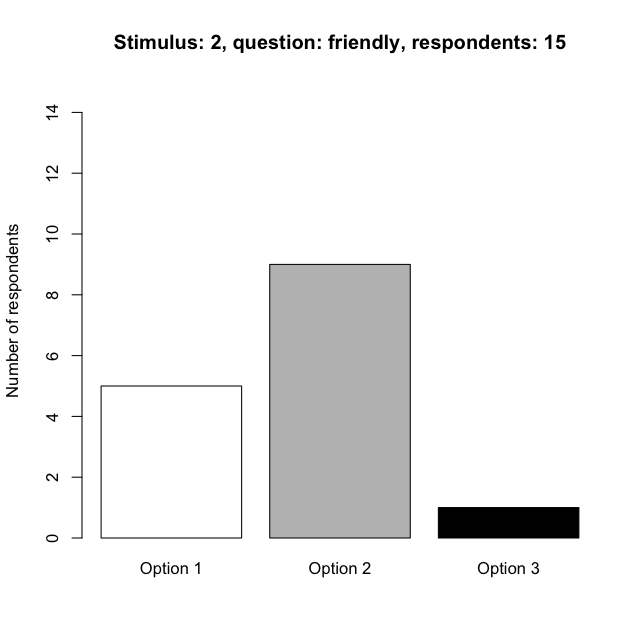 Stimulus: 2, question: friendly, respondents: 15
Number of respondents
14
12
10
8
6
4
2
0
Option 1
Option 2
Option 3